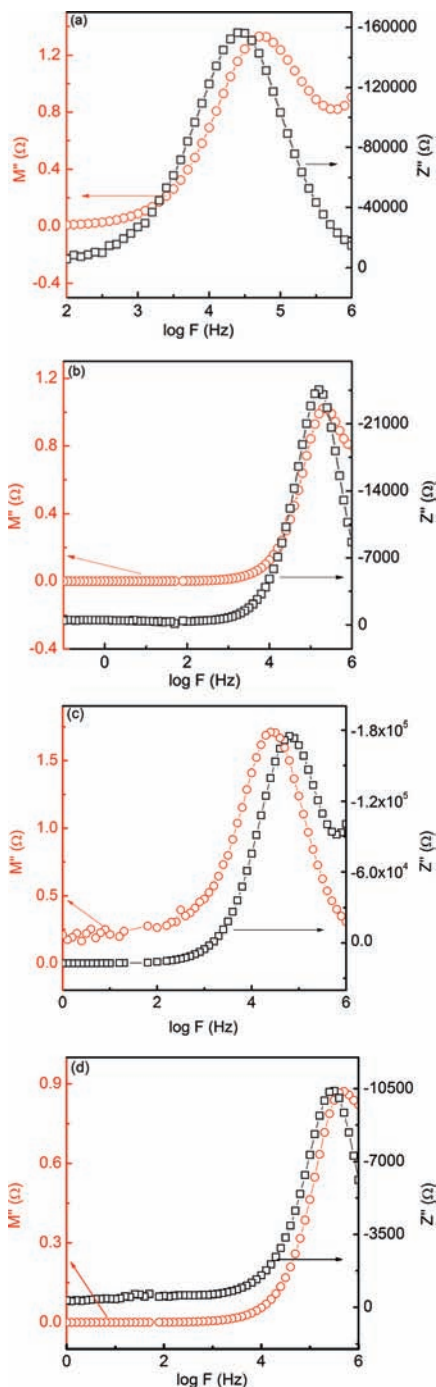 (a)
1.2
0.8
0.4
0.0
-0.4
M" (Ω)
-160000
-120000
-80000
-40000
0
Z" (Ω)
2 3 4 5 6
log F (Hz)
(b)
1.2
0.8
0.4
0.0
-0.4
M" (Ω)
-21000
-14000
-7000
0
Z" (Ω)
0 2 4 6
log F (Hz)
(c)
1.5
1.0
0.5
0.0
M" (Ω)
-1.8x10⁵
-1.2x10⁵
-6.0x10⁴
0.0
Z" (Ω)
0 2 4 6
log F (Hz)
(d)
0.9
0.6
0.3
0.0
M" (Ω)
-10500
-7000
-3500
0
Z" (Ω)
0 2 4 6
log F (Hz)